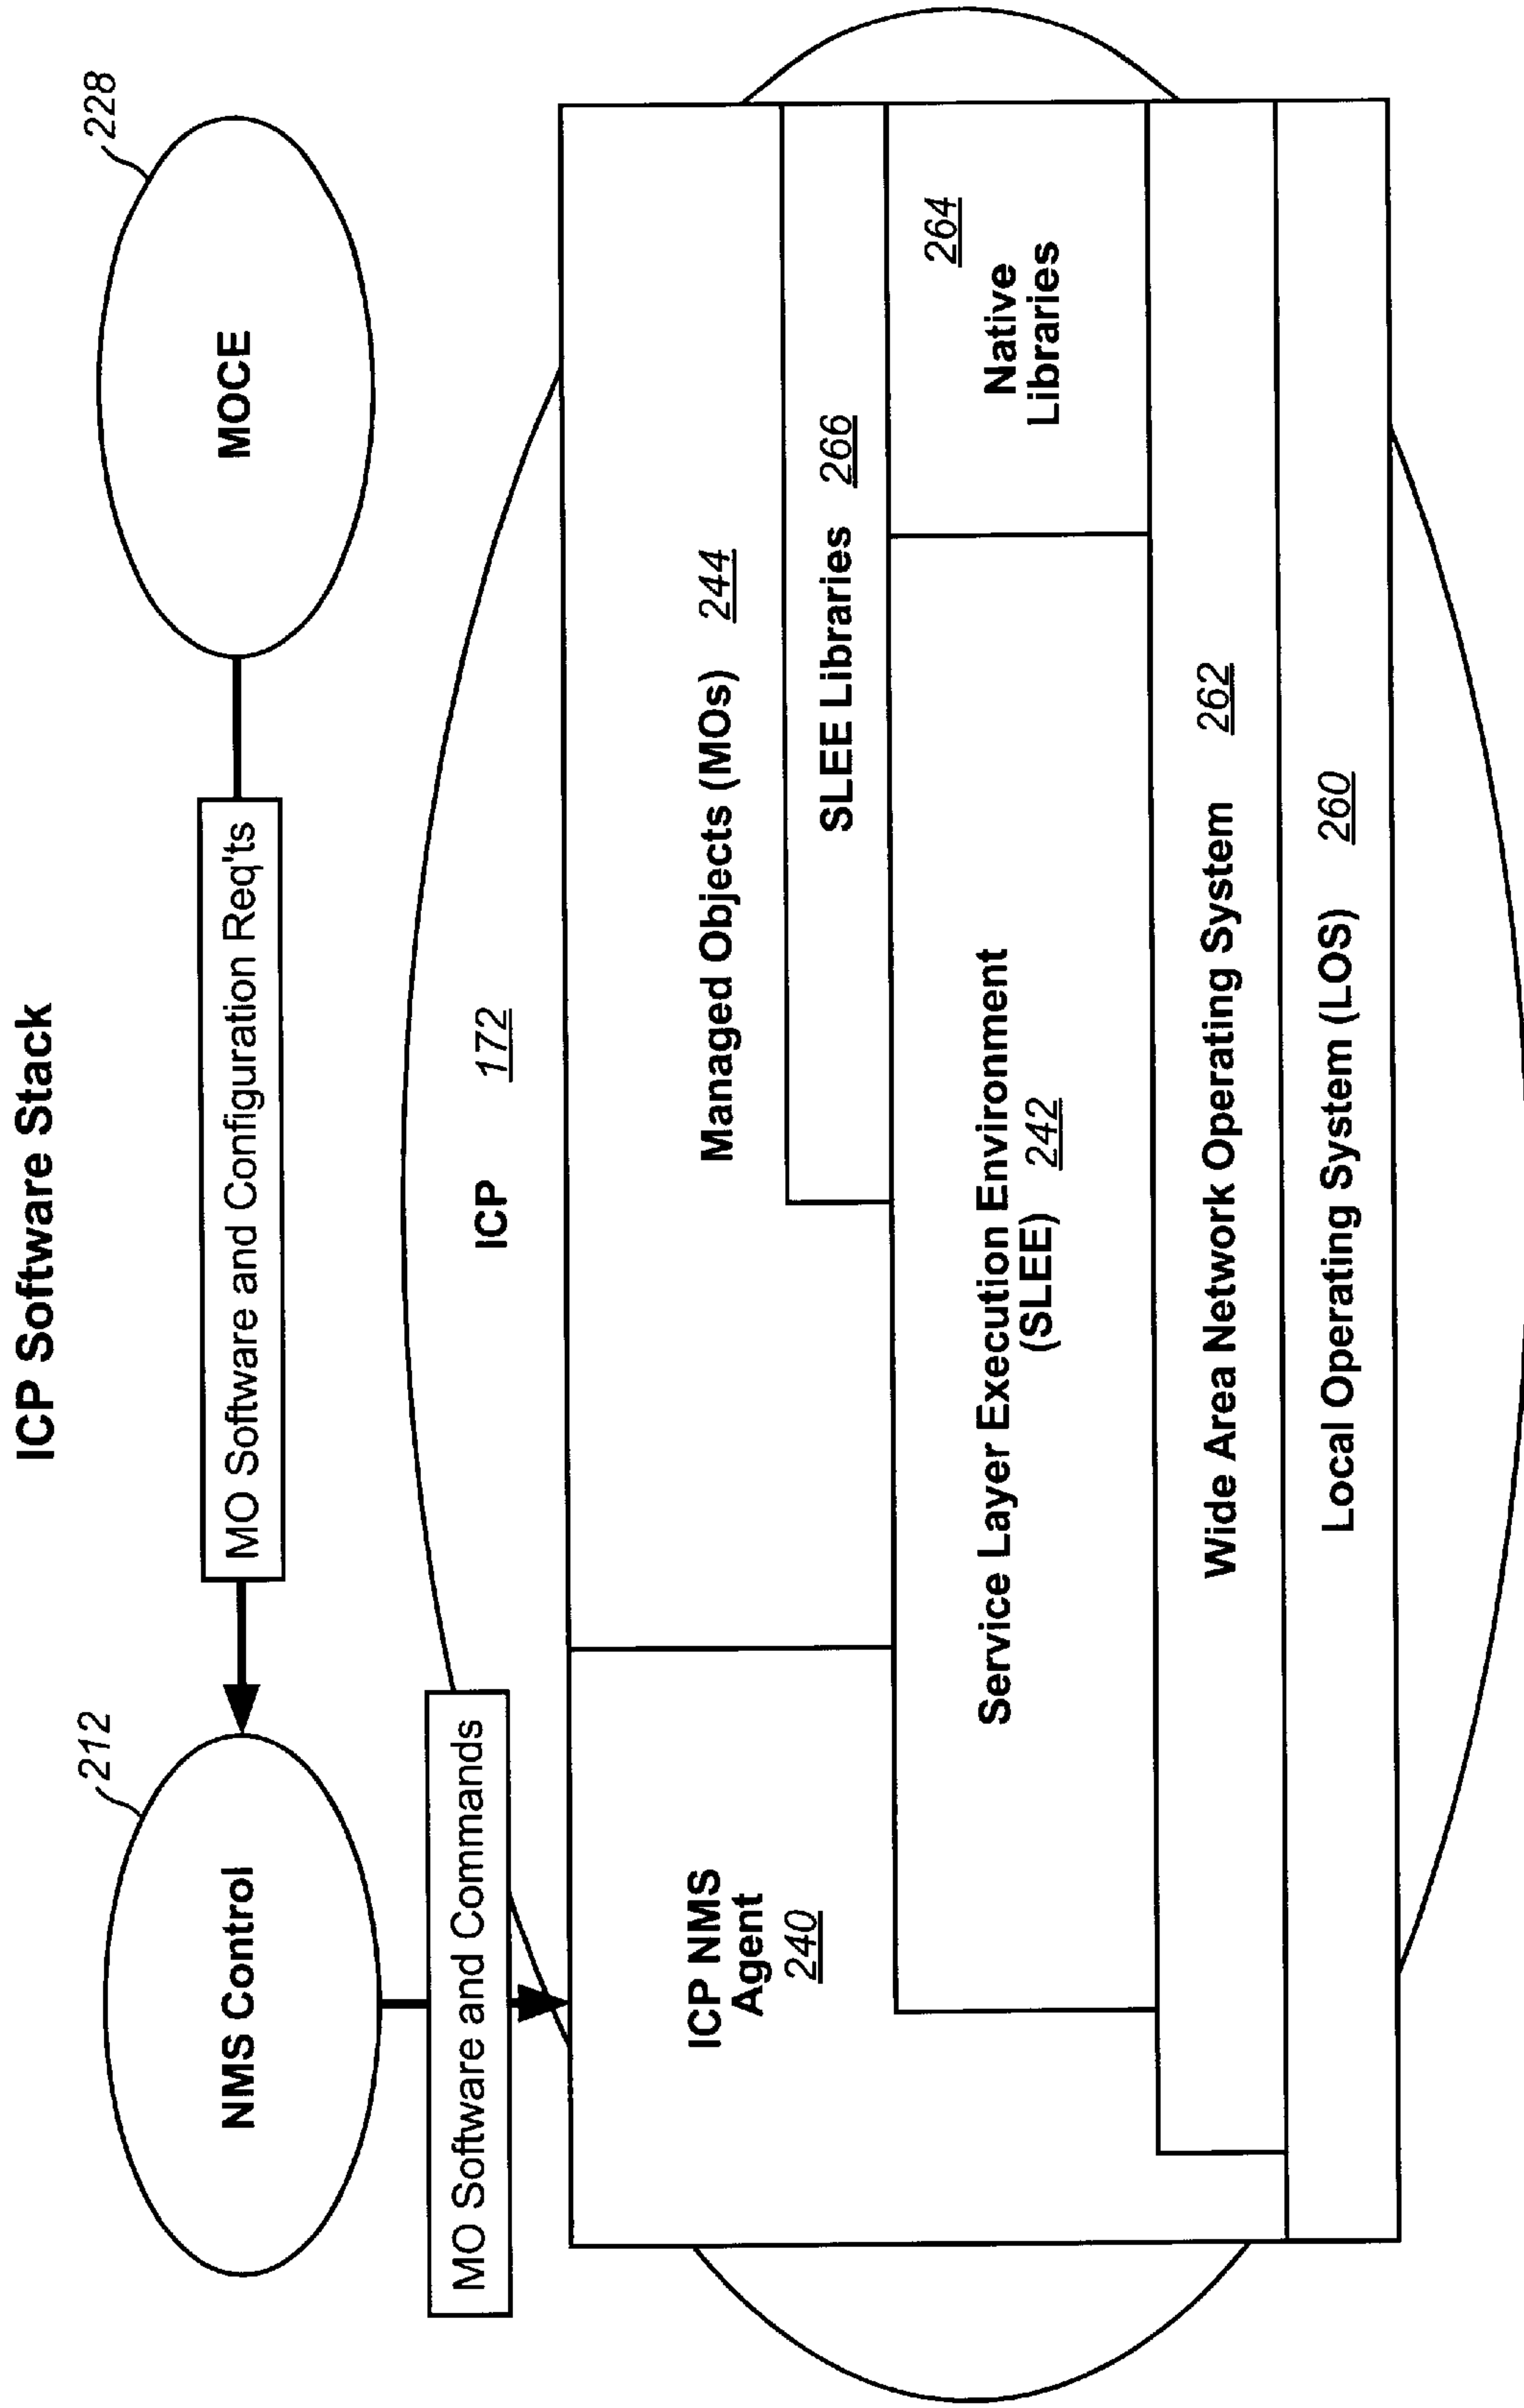 ICP Software Stack
212
228
NMS Control
MO Software and Configuration Req'ts
MOCE
MO Software and Commands
ICP 172
ICP NMS
Agent
240
Managed Objects (MOs) 244
SLEE Libraries 266
Service Layer Execution Environment
(SLEE) 242
264
Native
Libraries
Wide Area Network Operating System 262
Local Operating System (LOS) 260